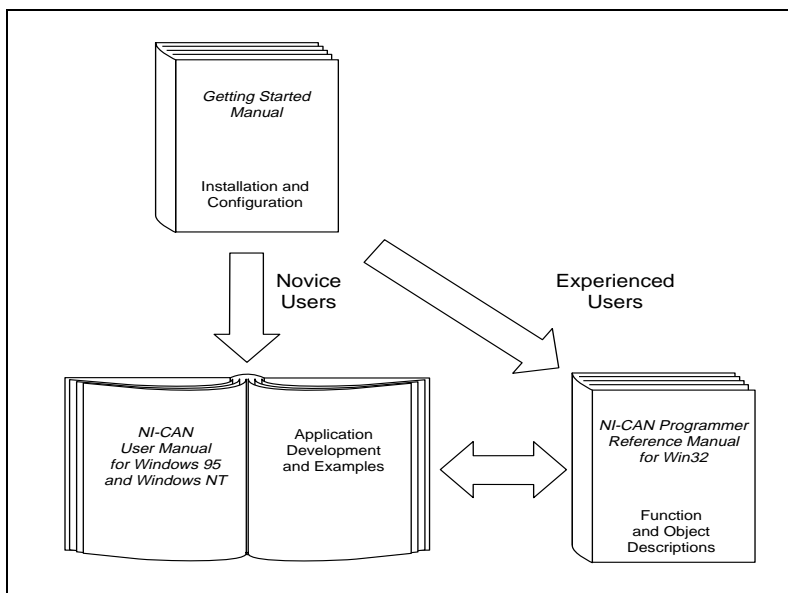 Getting Started
Manual
Installation and
Configuration
Novice
Users
Experienced
Users
NI-CAN
User Manual
for Windows 95
and Windows NT
Application
Development
and Examples
NI-CAN Programmer
Reference Manual
for Win32
Function
and Object
Descriptions